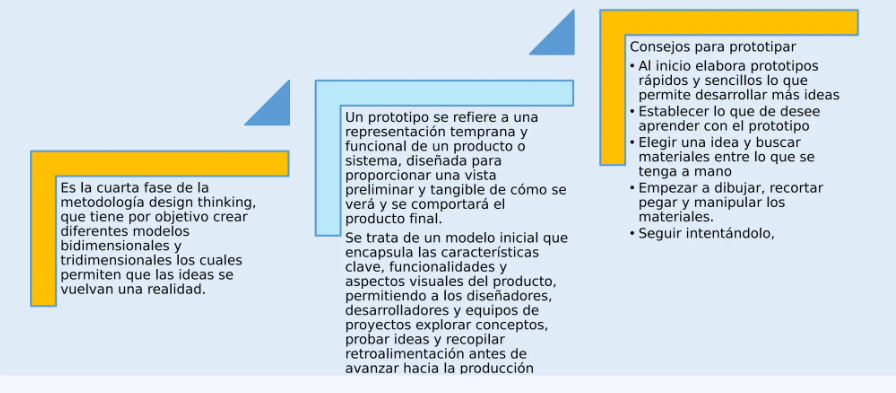 Es la cuarta fase de la
metodología design thinking,
que tiene por objetivo crear
diferentes modelos
bidimensionales y
tridimensionales los cuales
permiten que las ideas se
vuelvan una realidad.
Un prototipo se refiere a una
representación temprana y
funcional de un producto o
sistema, diseñada para
proporcionar una vista
preliminar y tangible de cómo se
verá y se comportará el
producto final.
Se trata de un modelo inicial que
encapsula las características
clave, funcionalidades y
aspectos visuales del producto,
permitiendo a los diseñadores,
desarrolladores y equipos de
proyectos explorar conceptos,
probar ideas y recopilar
retroalimentación antes de
avanzar hacia la producción
Consejos para prototipar
• Al inicio elabora prototipos
rápidos y sencillos lo que
permite desarrollar más ideas
• Establecer lo que de desee
aprender con el prototipo
• Elegir una idea y buscar
materiales entre lo que se
tenga a mano
• Empezar a dibujar, recortar
pegar y manipular los
materiales.
• Seguir intentándolo,